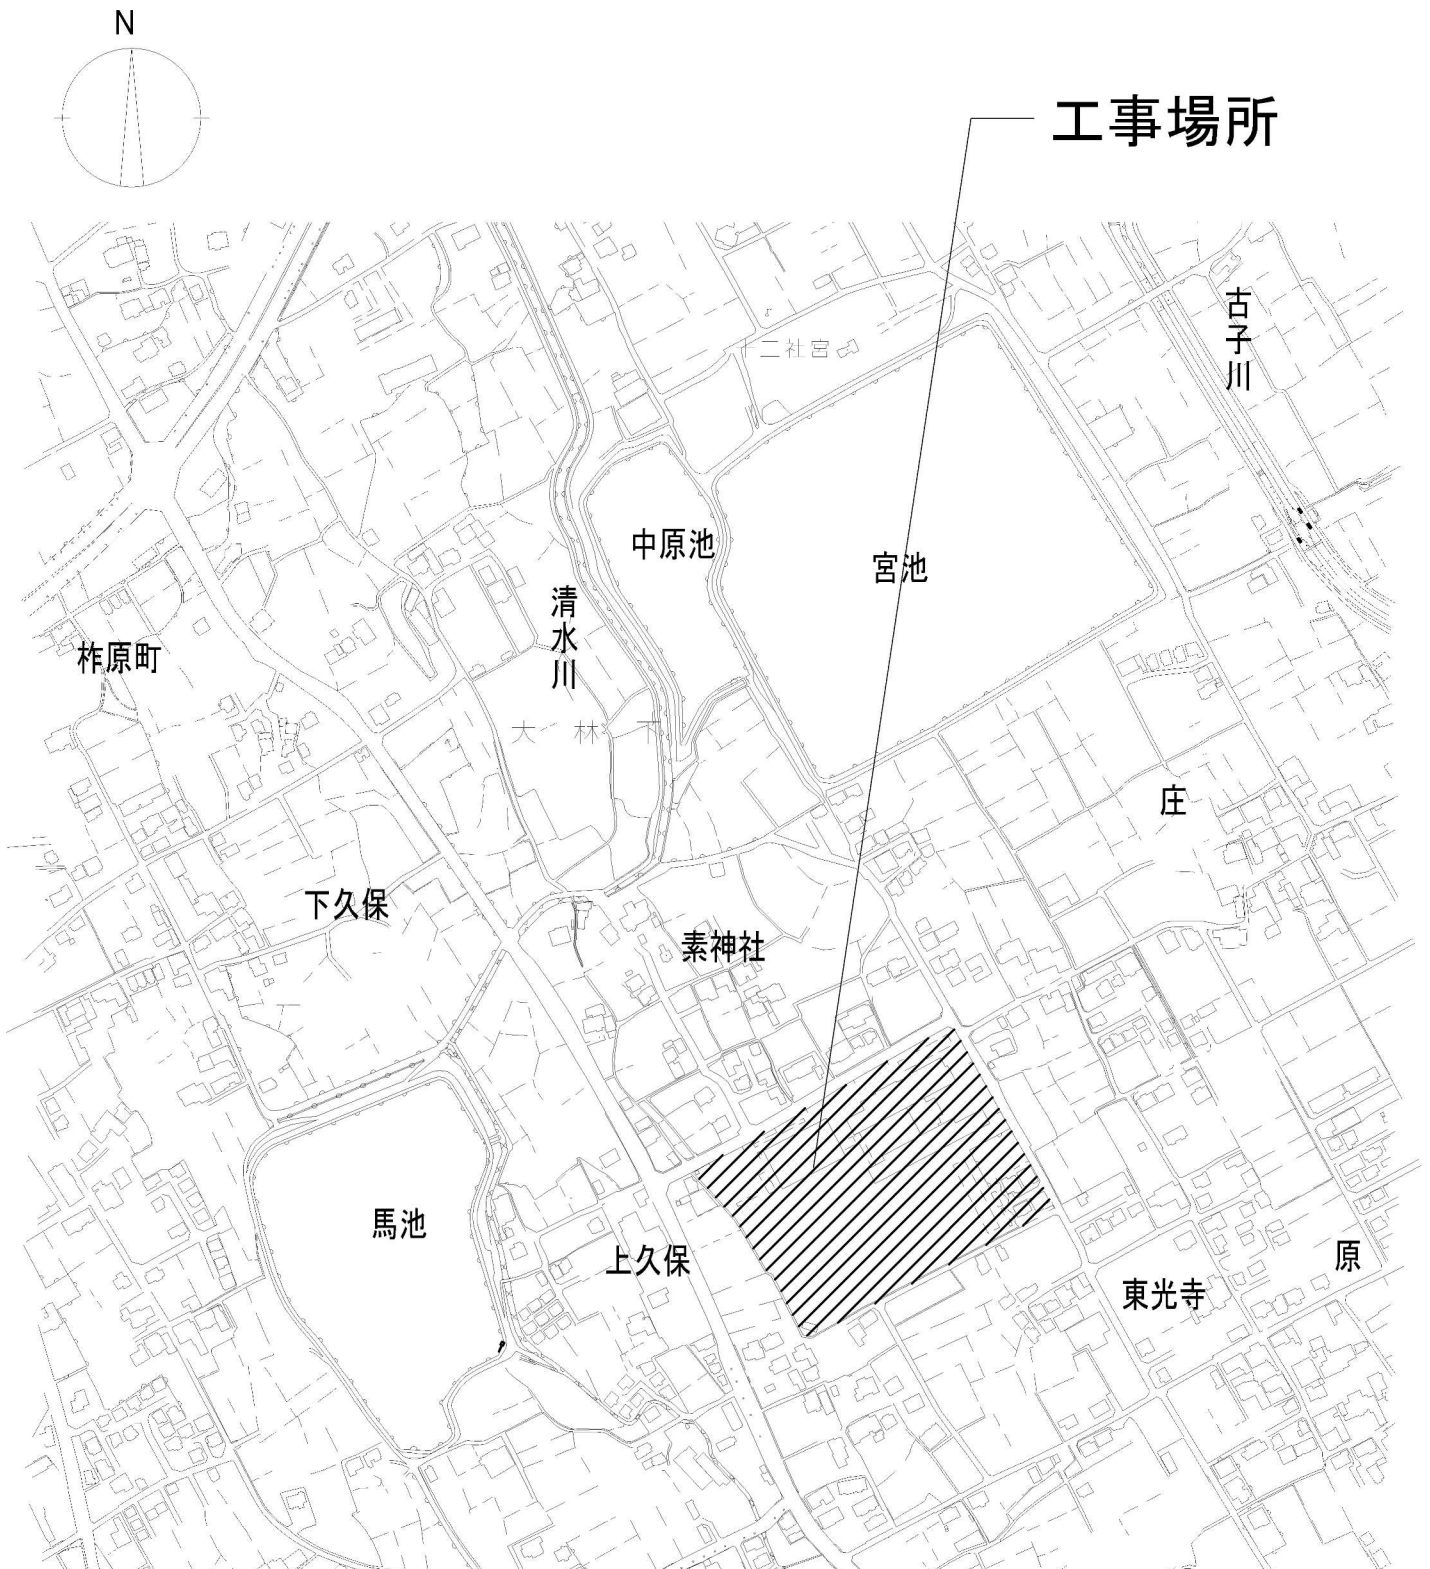 N
工事場所
古子川
十二社宮
中原池
宮池
清水川
柞原町
大林下
庄
下久保
素神社
馬池
上久保
原
東光寺